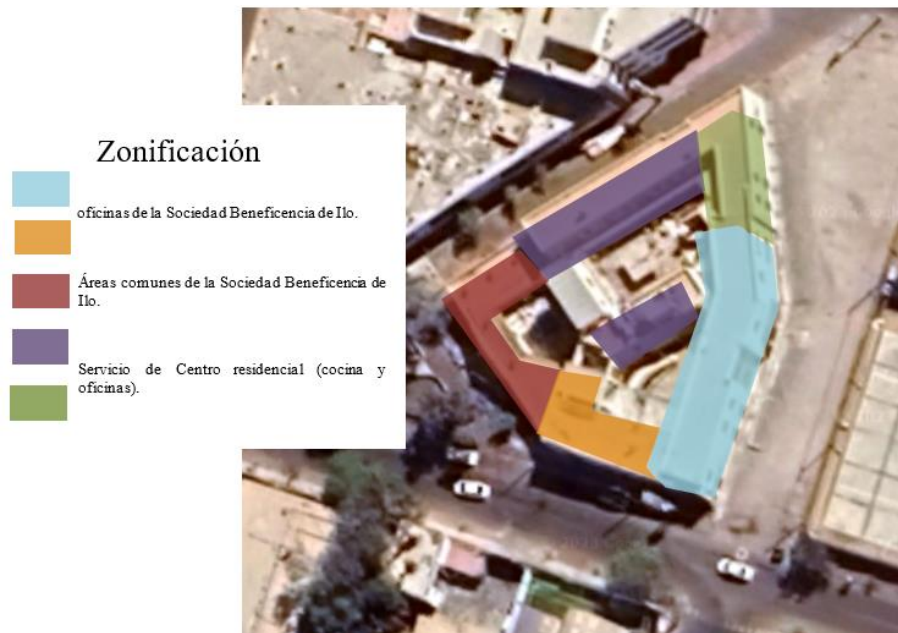 Zonificación
oficinas de la Sociedad Beneficencia de Ilo.
Áreas comunes de la Sociedad Beneficencia de
Ilo.
Servicio de Centro residencial (cocina y
oficinas).